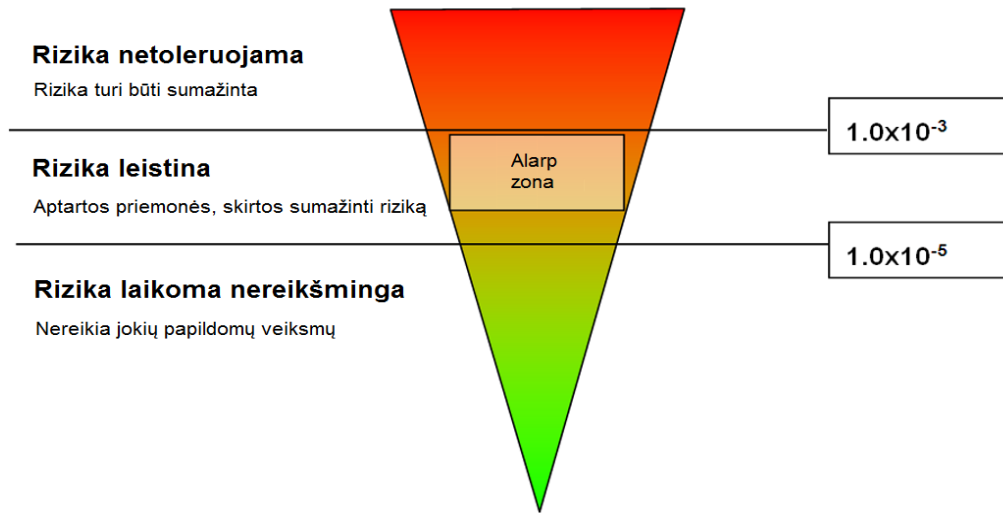 Rizika netoleruojama
Rizika turi būti sumažinta
1.0x10⁻³
Alarp
zona
Rizika leistina
Aptartos priemonės, skirtos sumažinti riziką
1.0x10⁻⁵
Rizika laikoma nereikšminga
Nereikia jokių papildomų veiksmų